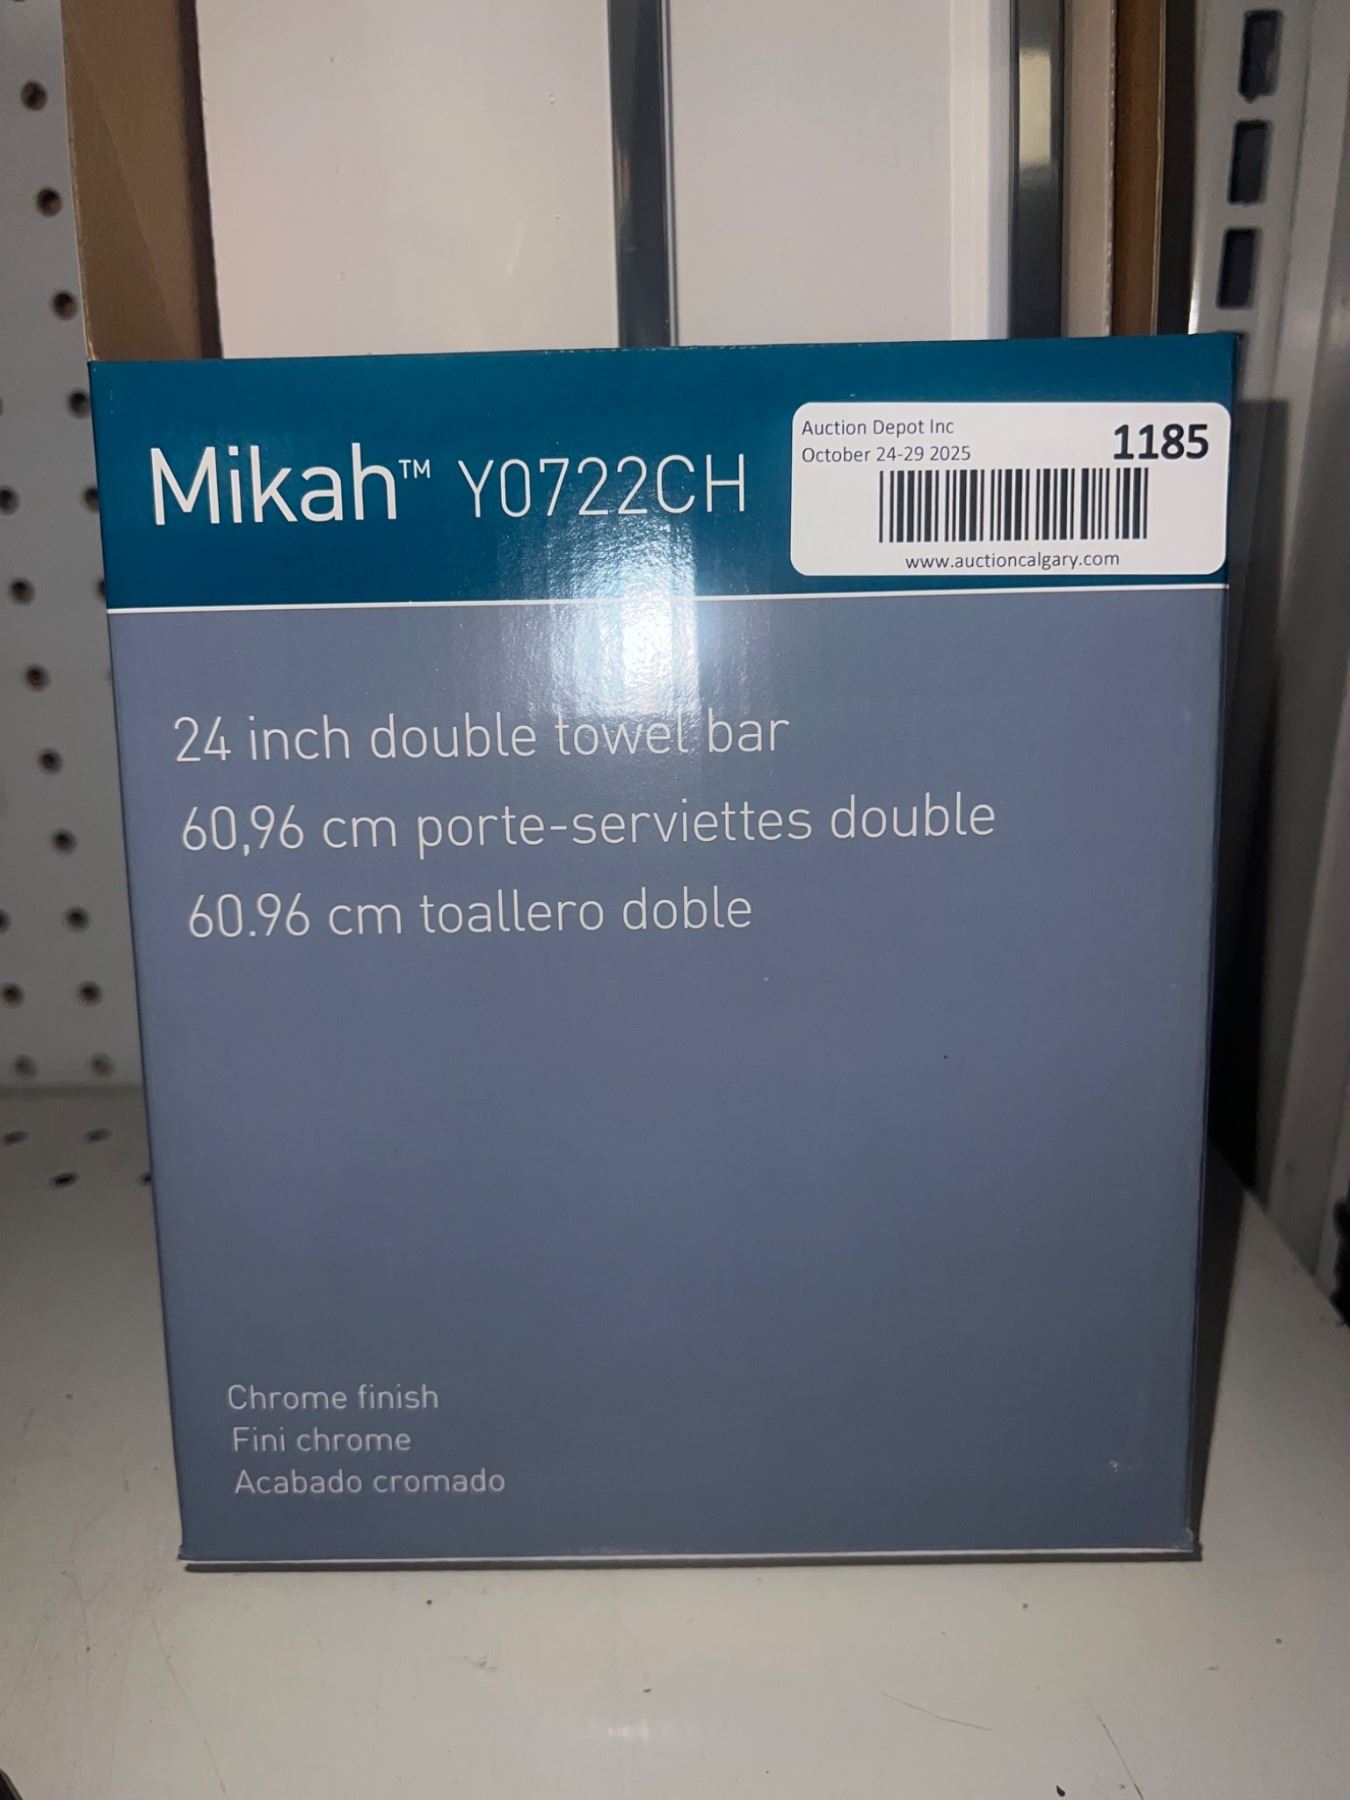 Mikah™ Y0722CH
Auction Depot Inc
October 24-29 2025
1185
www.auctioncalgary.com
24 inch double towel bar
60,96 cm porte-serviettes double
60.96 cm toallero doble
Chrome finish
Fini chrome
Acabado cromado